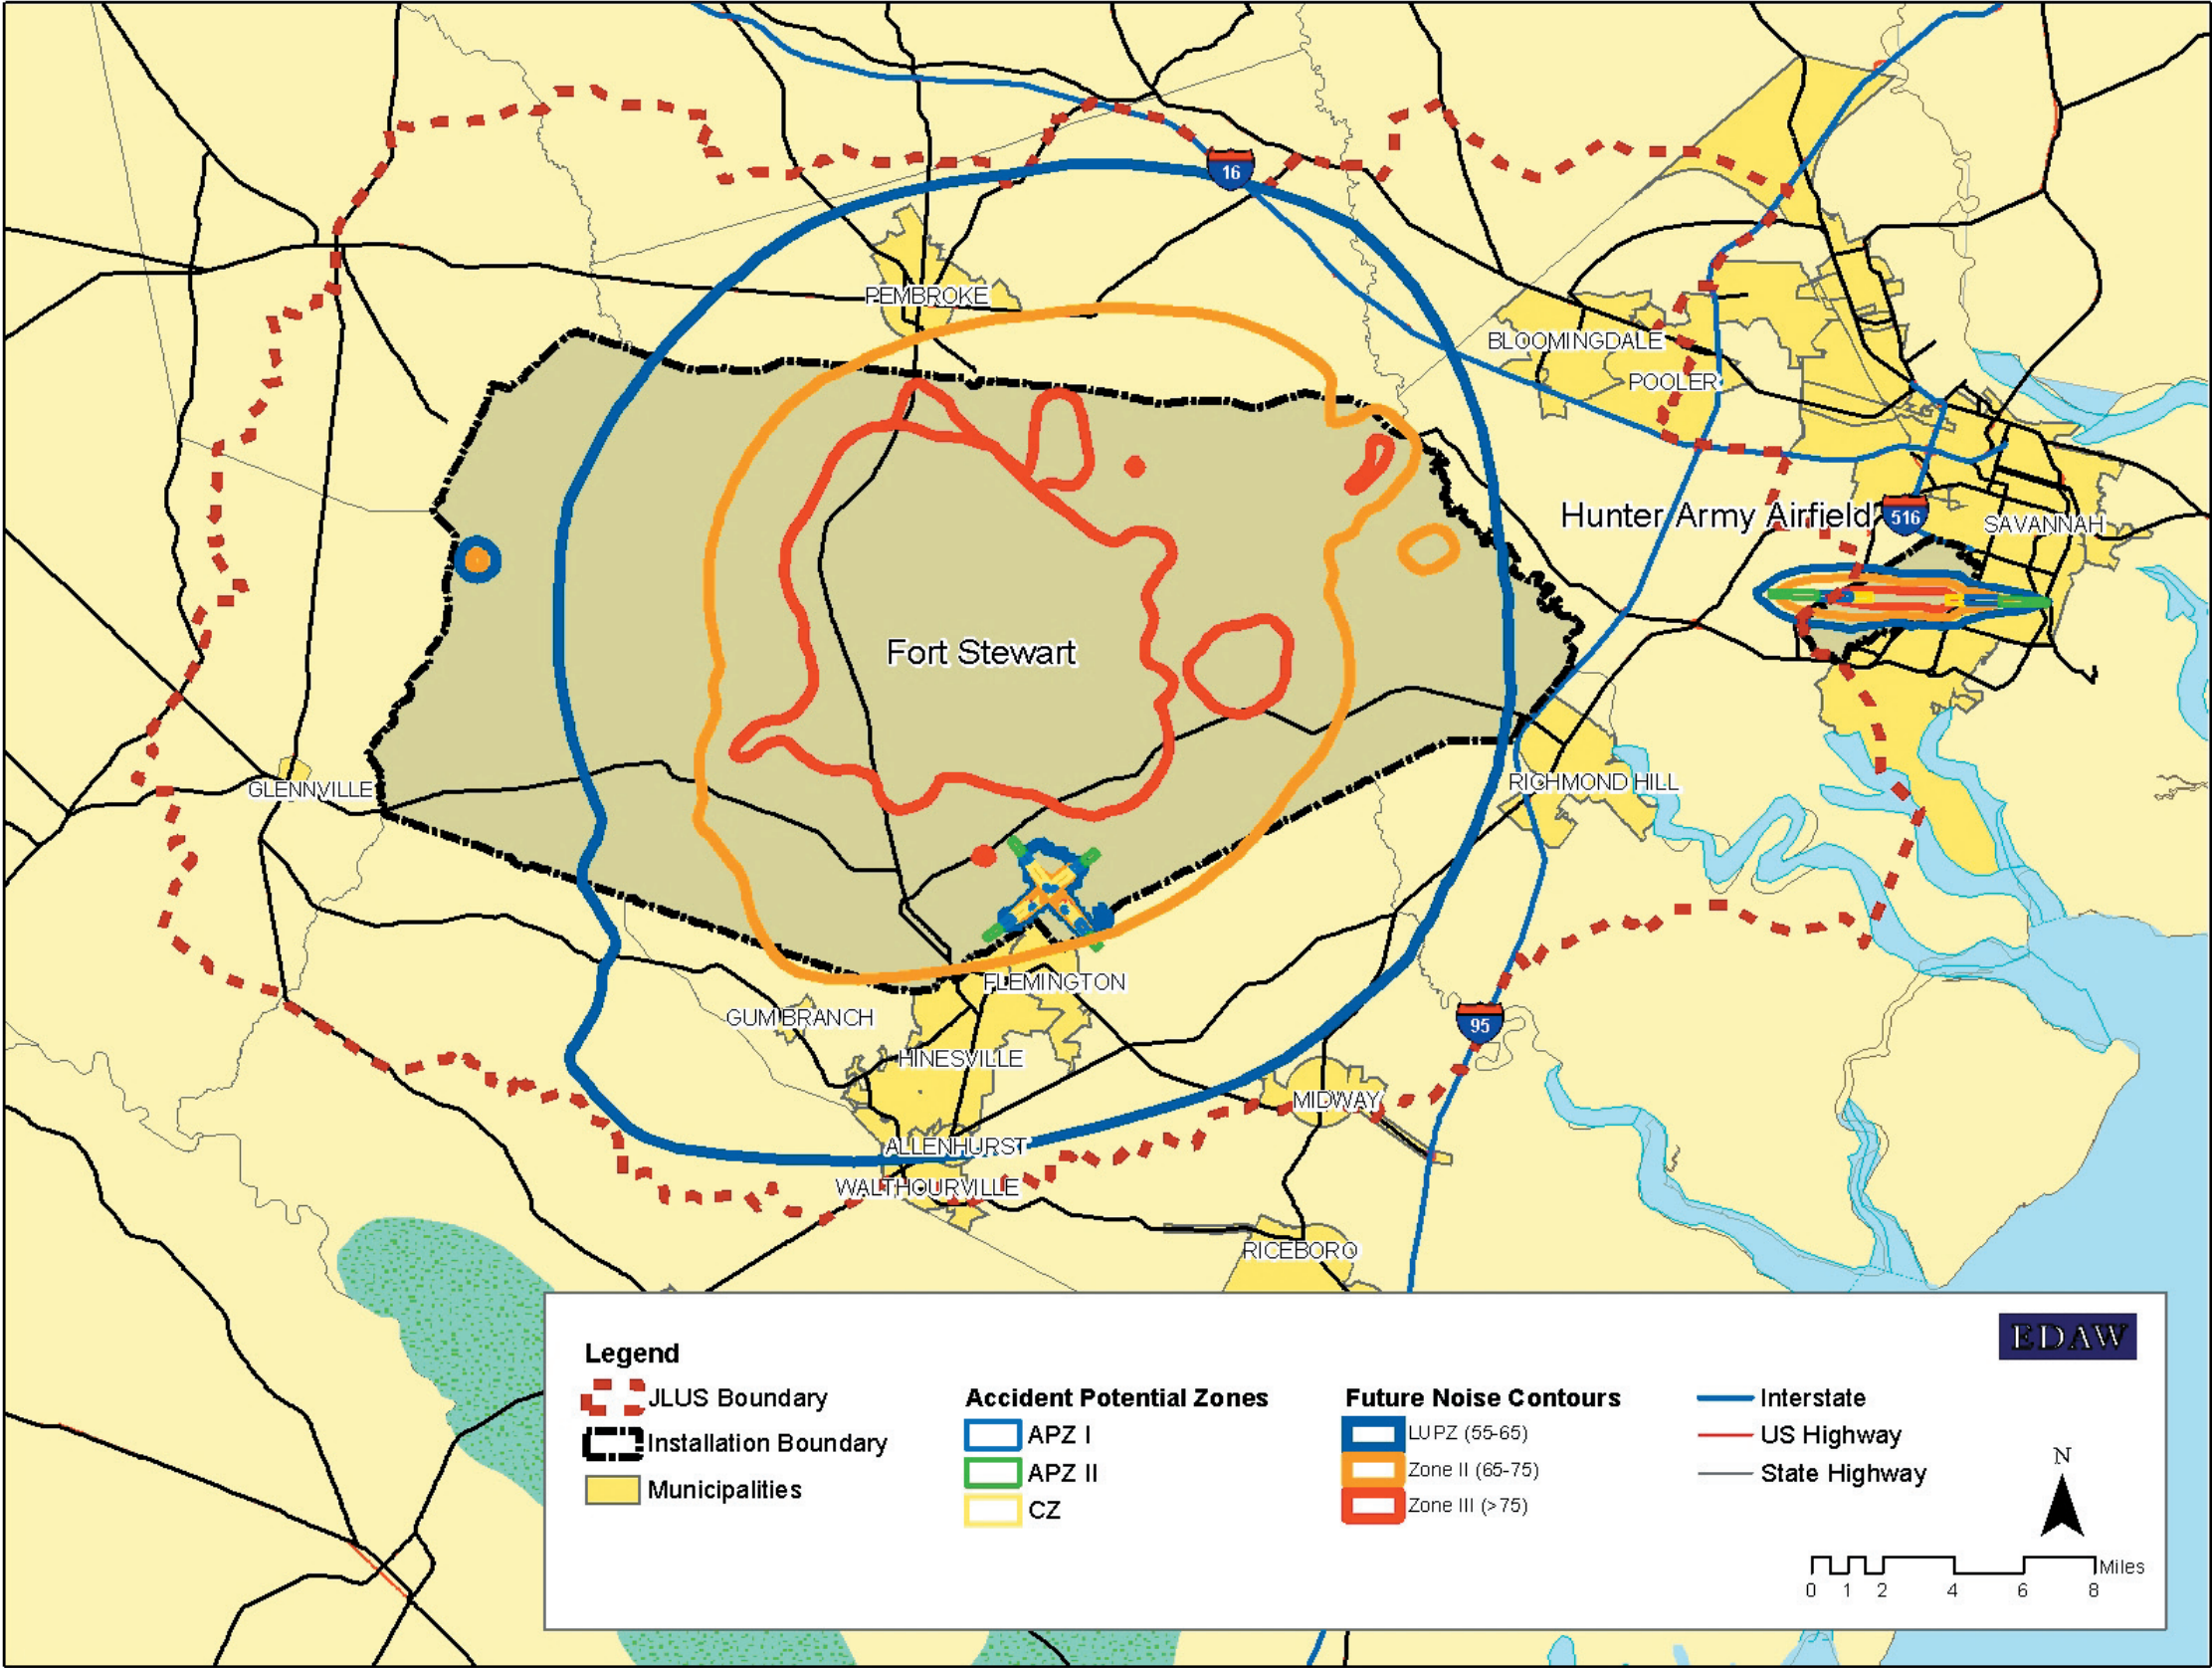 16
PEMBROKE
BLOOMINGDALE
POOLER
Hunter Army Airfield
516
SAVANNAH
Fort Stewart
GLENNVILLE
RICHMOND HILL
FLEMINGTON
GUM BRANCH
95
HINESVILLE
MIDWAY
ALLENHURST
WALTHOURVILLE
RICEBORO
EDAW
Legend
JLUS Boundary
Installation Boundary
Municipalities
Accident Potential Zones
APZ I
APZ II
CZ
Future Noise Contours
LUPZ (55-65)
Zone II (65-75)
Zone III (>75)
Interstate
US Highway
State Highway
N
Miles
0 1 2 4 6 8